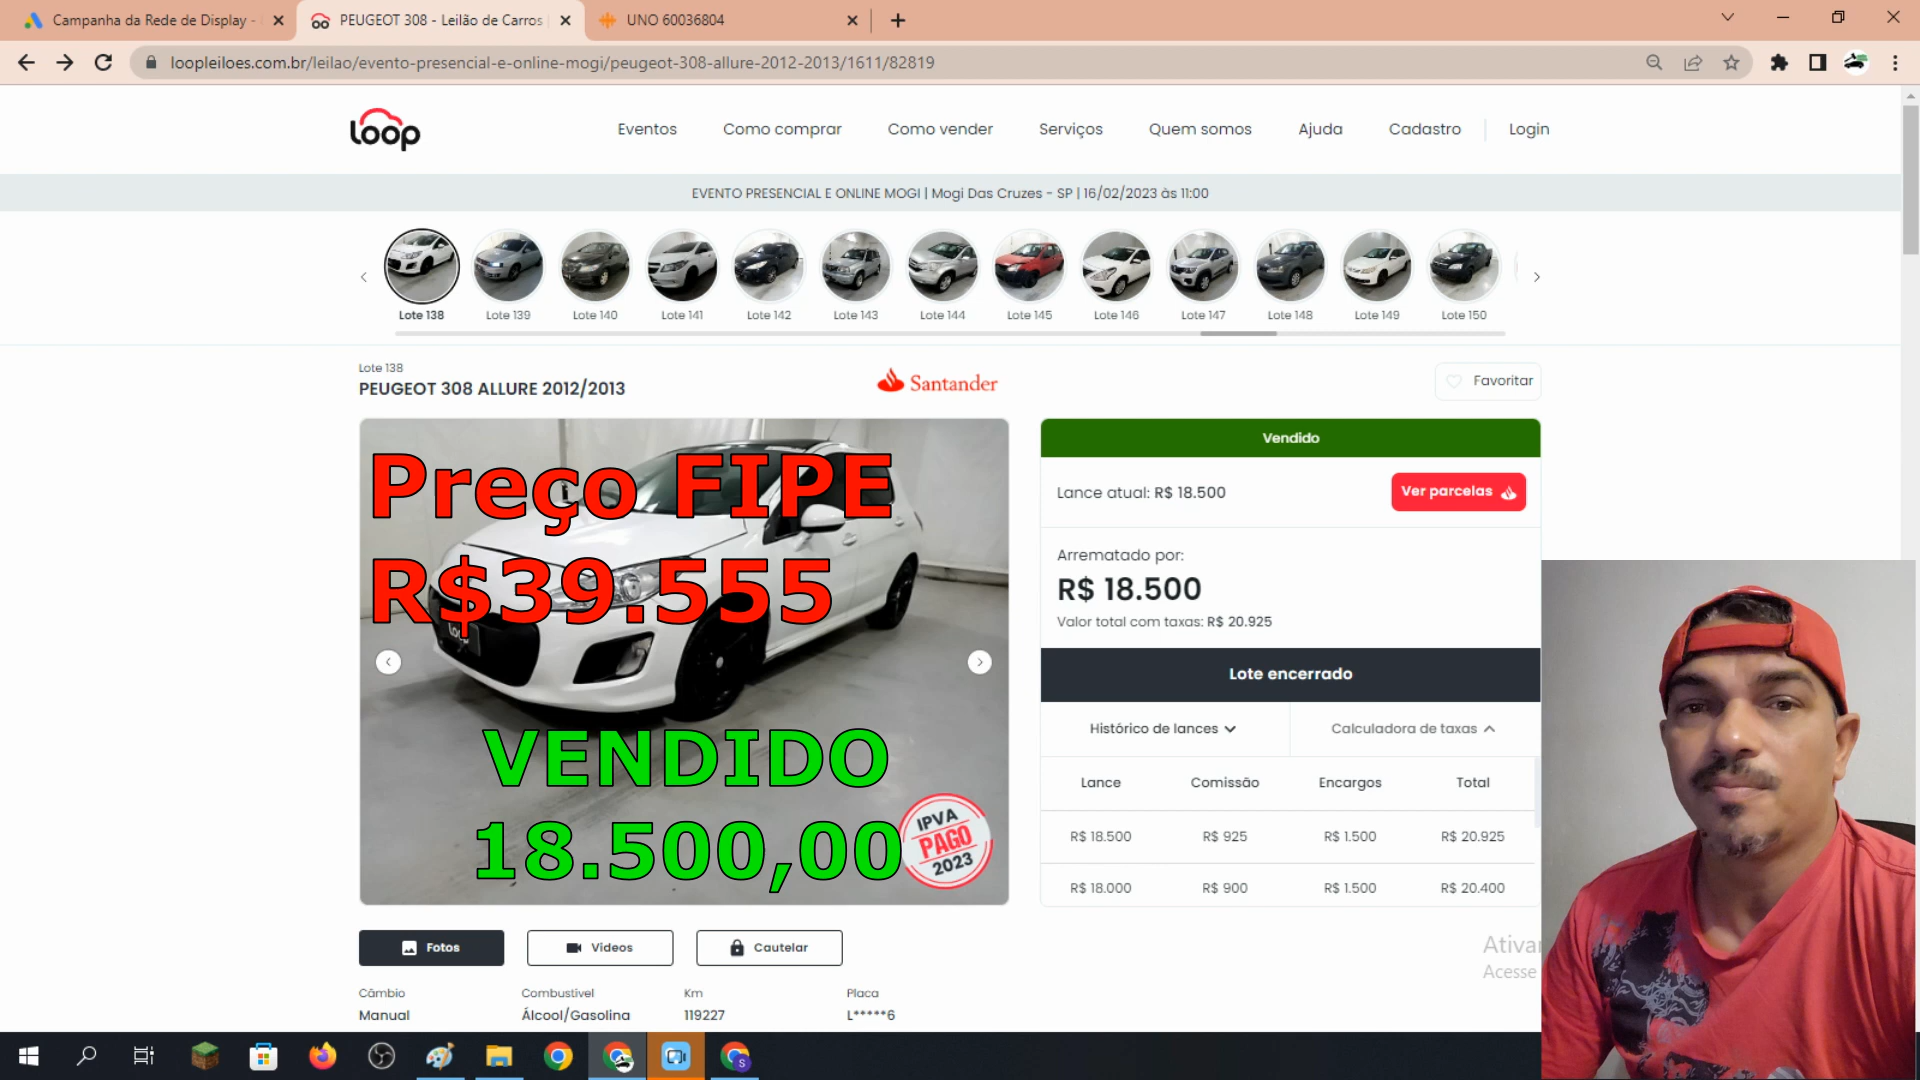 Campanha da Rede de Display -
PEUGEOT 308 - Leilão de Carros
UNO 60036804
loopleiloes.com.br/leilao/evento-presencial-e-online-mogi/peugeot-308-allure-2012-2013/1611/82819
loop
Eventos
Como comprar
Como vender
Serviços
Quem somos
Ajuda
Cadastro
Login
EVENTO PRESENCIAL E ONLINE MOGI | Mogi Das Cruzes - SP | 16/02/2023 às 11:00
Lote 138
Lote 139
Lote 140
Lote 141
Lote 142
Lote 143
Lote 144
Lote 145
Lote 146
Lote 147
Lote 148
Lote 149
Lote 150
Lote 138
PEUGEOT 308 ALLURE 2012/2013
Santander
Favoritar
Preço FIPE
R$39.555
loop
VENDIDO
18.500,00
IPVA
PAGO
2023
Vendido
Lance atual: R$ 18.500
Ver parcelas
Arrematado por:
R$ 18.500
Valor total com taxas: R$ 20.925
Lote encerrado
Histórico de lances
Calculadora de taxas
Lance Comissão Encargos Total
R$ 18.500 R$ 925 R$ 1.500 R$ 20.925
R$ 18.000 R$ 900 R$ 1.500 R$ 20.400
Fotos
Vídeos
Cautelar
Câmbio
Manual
Combustível
Álcool/Gasolina
Km
119227
Placa
L*****6
Ativa
Acesse
S